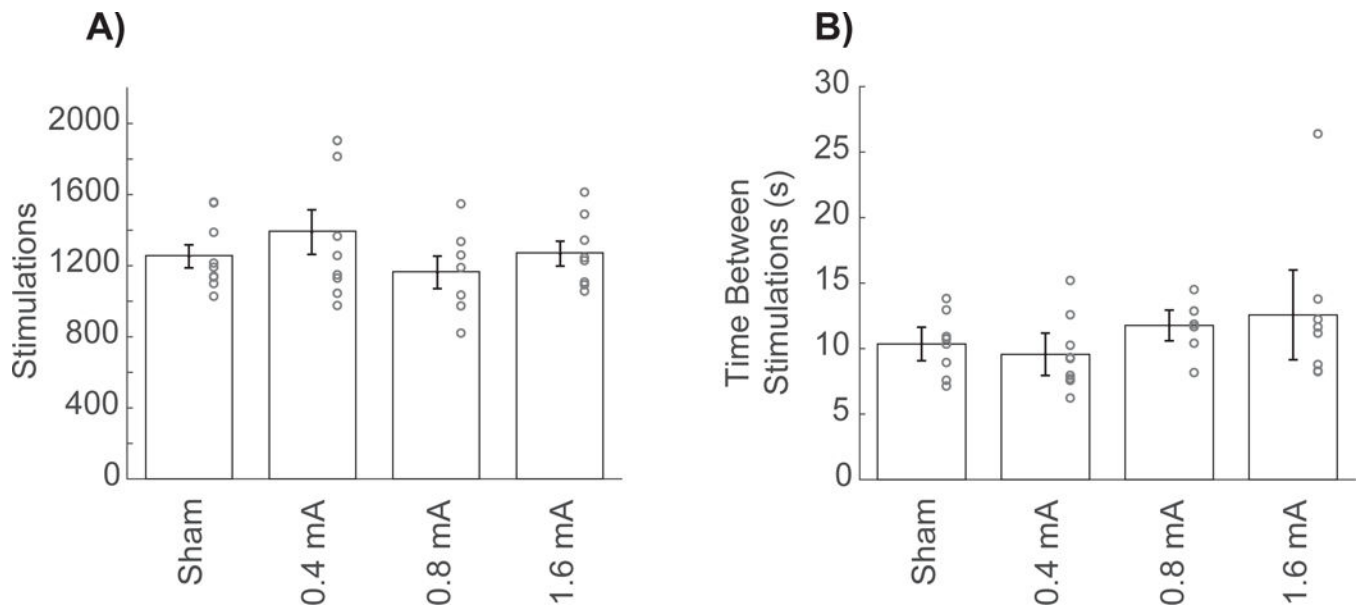 A)
Stimulations
2000
1600
1200
800
400
0
Sham
0.4 mA
0.8 mA
1.6 mA
B)
Time Between
Stimulations (s)
30
25
20
15
10
5
0
Sham
0.4 mA
0.8 mA
1.6 mA